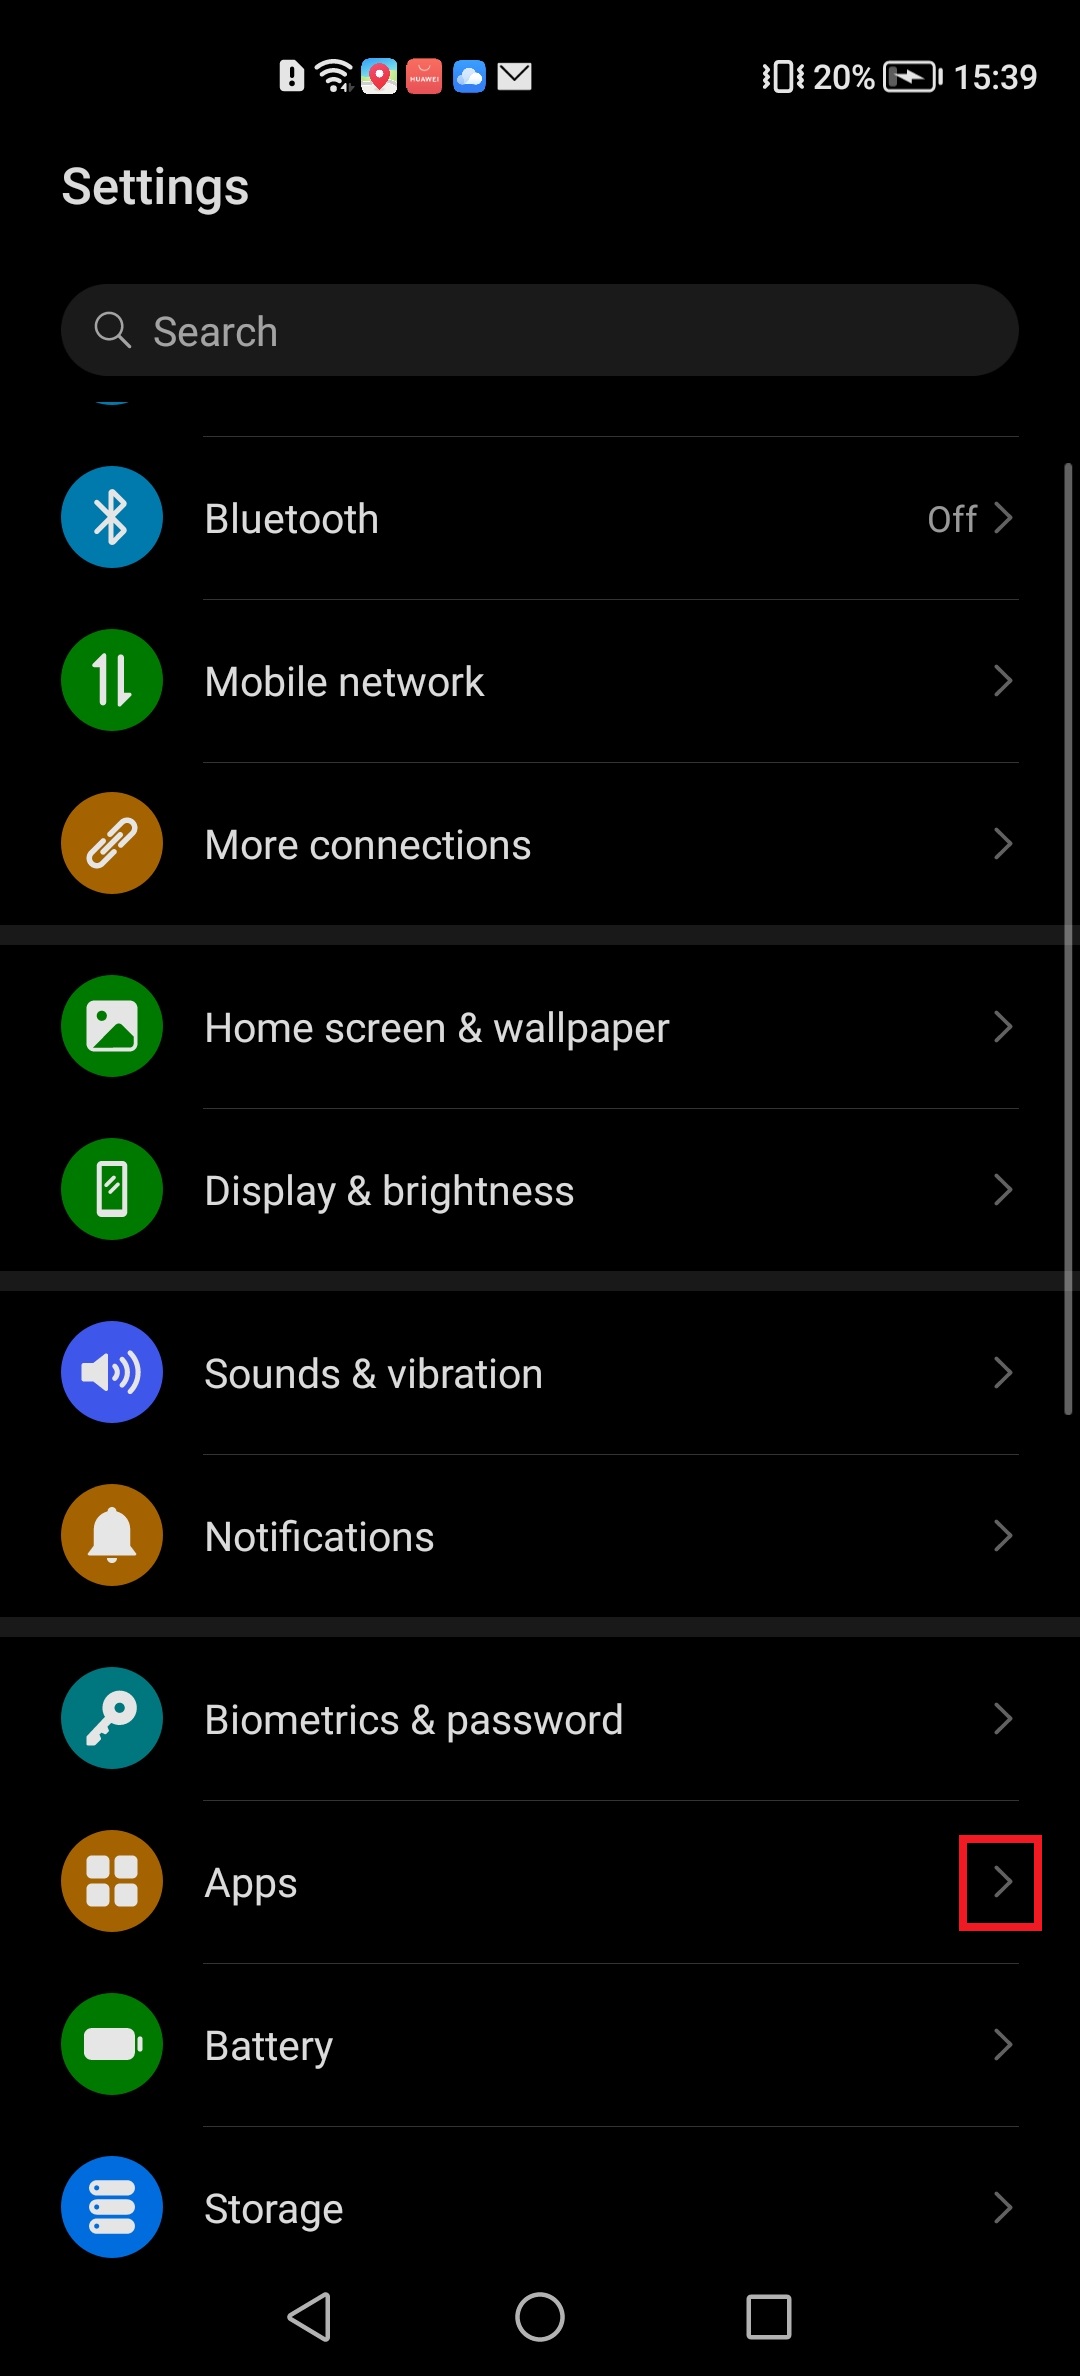 20% 15:39
HUAWEI
Settings
Search
Bluetooth Off
Mobile network
More connections
Home screen & wallpaper
Display & brightness
Sounds & vibration
Notifications
Biometrics & password
Apps
Battery
Storage